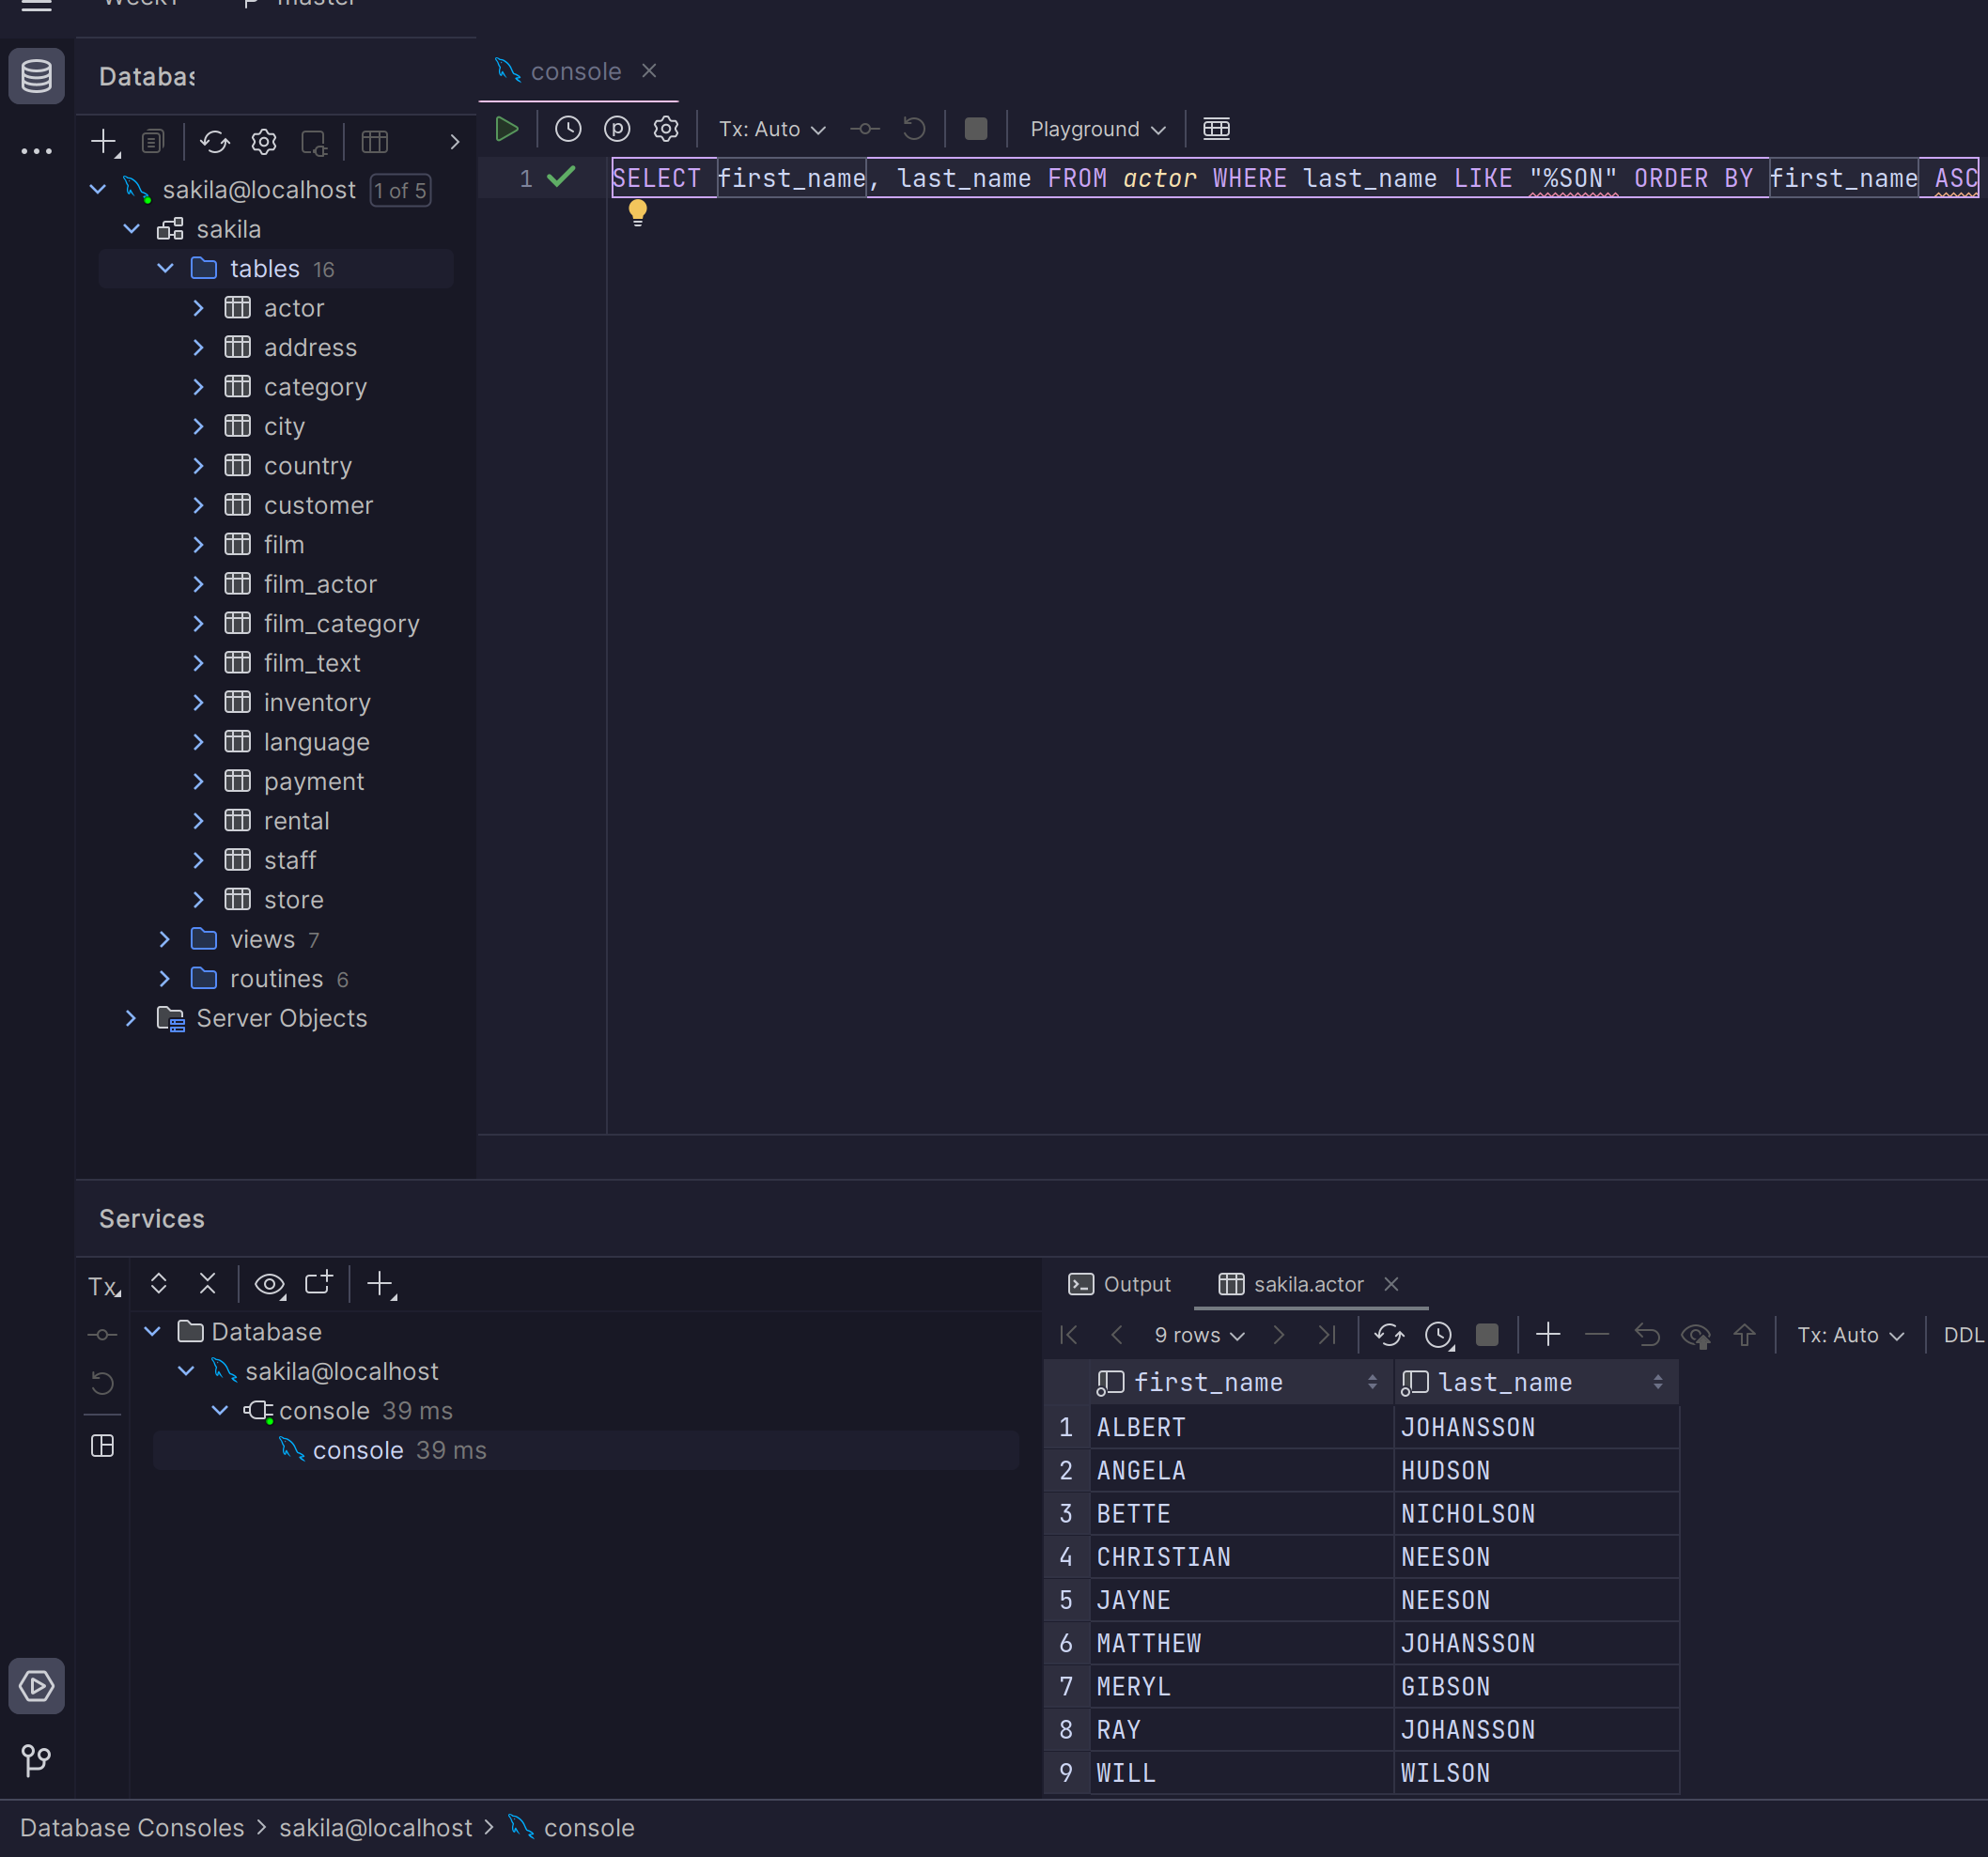 Week1 master
Databas
console
Tx: Auto Playground
sakila@localhost 1 of 5
sakila
tables 16
actor
address
category
city
country
customer
film
film_actor
film_category
film_text
inventory
language
payment
rental
staff
store
views 7
routines 6
Server Objects
1 SELECT first_name, last_name FROM actor WHERE last_name LIKE "%SON" ORDER BY first_name ASC
Services
Tx
Database
sakila@localhost
console 39 ms
console 39 ms
Output sakila.actor
9 rows Tx: Auto DDL
first_name last_name
1 ALBERT JOHANSSON
2 ANGELA HUDSON
3 BETTE NICHOLSON
4 CHRISTIAN NEESON
5 JAYNE NEESON
6 MATTHEW JOHANSSON
7 MERYL GIBSON
8 RAY JOHANSSON
9 WILL WILSON
Database Consoles > sakila@localhost > console